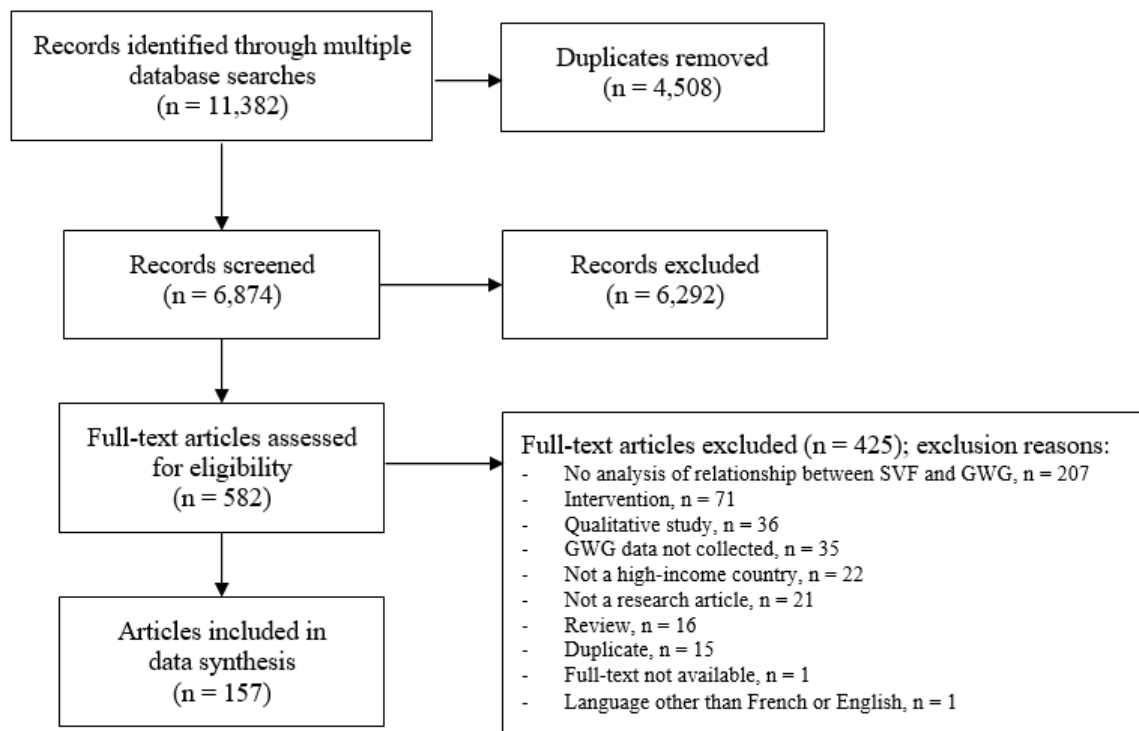 Records identified through multiple
database searches
(n = 11,382)
Duplicates removed
(n = 4,508)
Records screened
(n = 6,874)
Records excluded
(n = 6,292)
Full-text articles assessed
for eligibility
(n = 582)
Full-text articles excluded (n = 425); exclusion reasons:
- No analysis of relationship between SVF and GWG, n = 207
- Intervention, n = 71
- Qualitative study, n = 36
- GWG data not collected, n = 35
- Not a high-income country, n = 22
- Not a research article, n = 21
- Review, n = 16
- Duplicate, n = 15
- Full-text not available, n = 1
- Language other than French or English, n = 1
Articles included in
data synthesis
(n = 157)